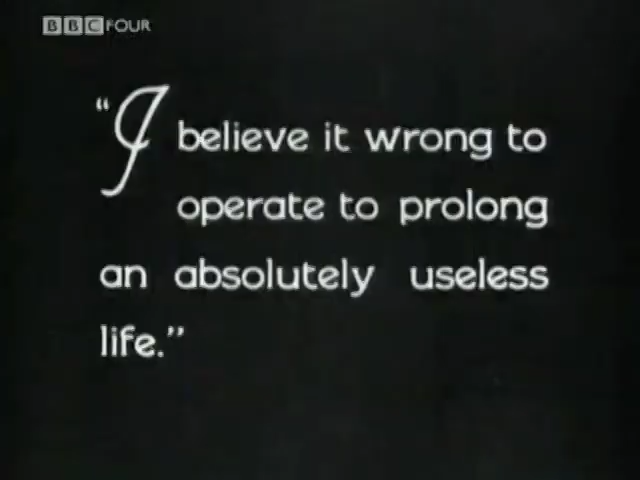 BBC FOUR
“I believe it wrong to
operate to prolong
an absolutely useless
life.”